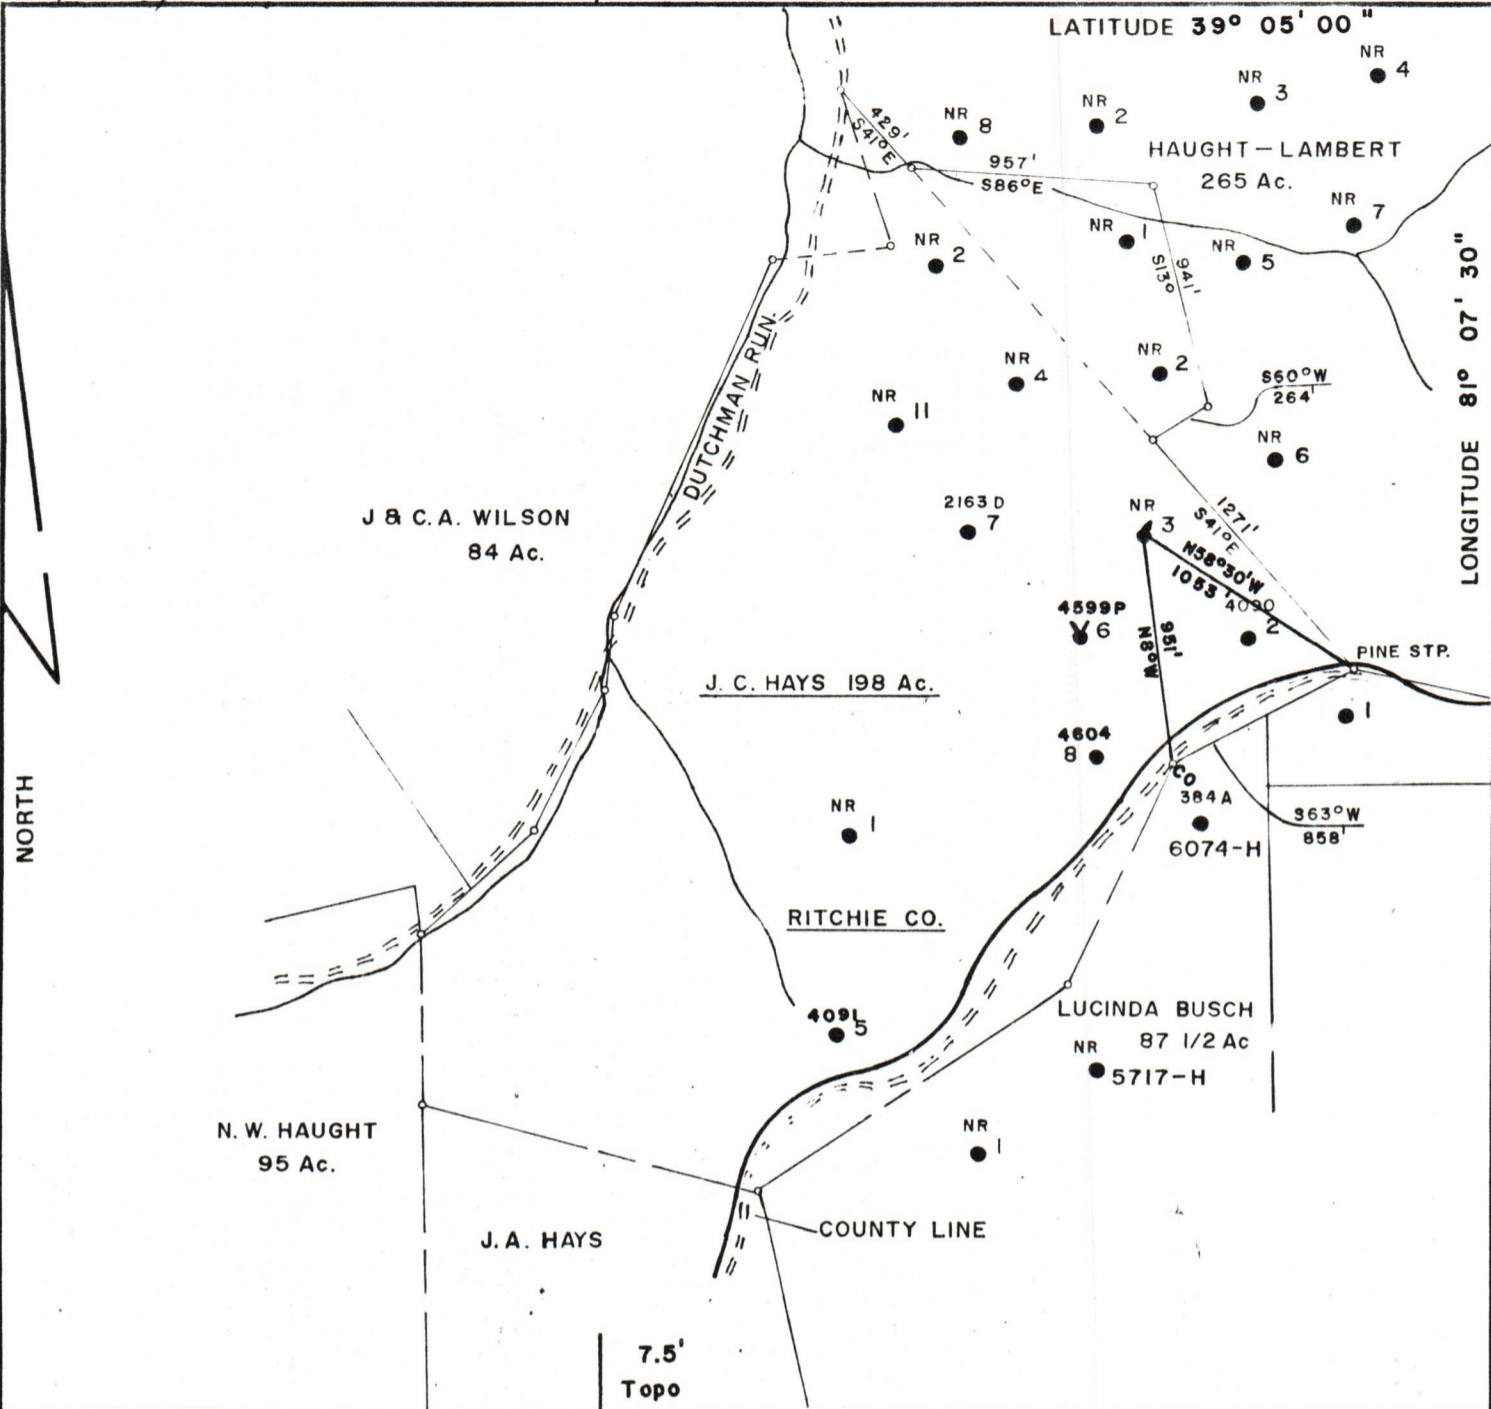 LATITUDE 39° 05' 00"
NR 4
NR 3
NR 2
NR 8
429'
S41°E
957'
S86°E
HAUGHT-LAMBERT
265 Ac.
NR 7
NR 1
NR 5
NR 2
941'
S13°
LONGITUDE 81° 07' 30"
DUTCHMAN RUN.
NR 2
NR 4
S60°W
264'
NR 11
NR 6
J & C.A. WILSON
84 Ac.
2163 D
7
NR 3
1271'
S41°E
N58°30'W
1053'
4090
2
4599P
6
951'
N8°W
PINE STP.
J. C. HAYS 198 Ac.
1
4604
8
CO
384 A
6074-H
S63°W
858'
NORTH
NR 1
RITCHIE CO.
LUCINDA BUSCH
87 1/2 Ac
4091
5
NR
5717-H
N. W. HAUGHT
95 Ac.
NR 1
COUNTY LINE
J. A. HAYS
7.5'
Topo